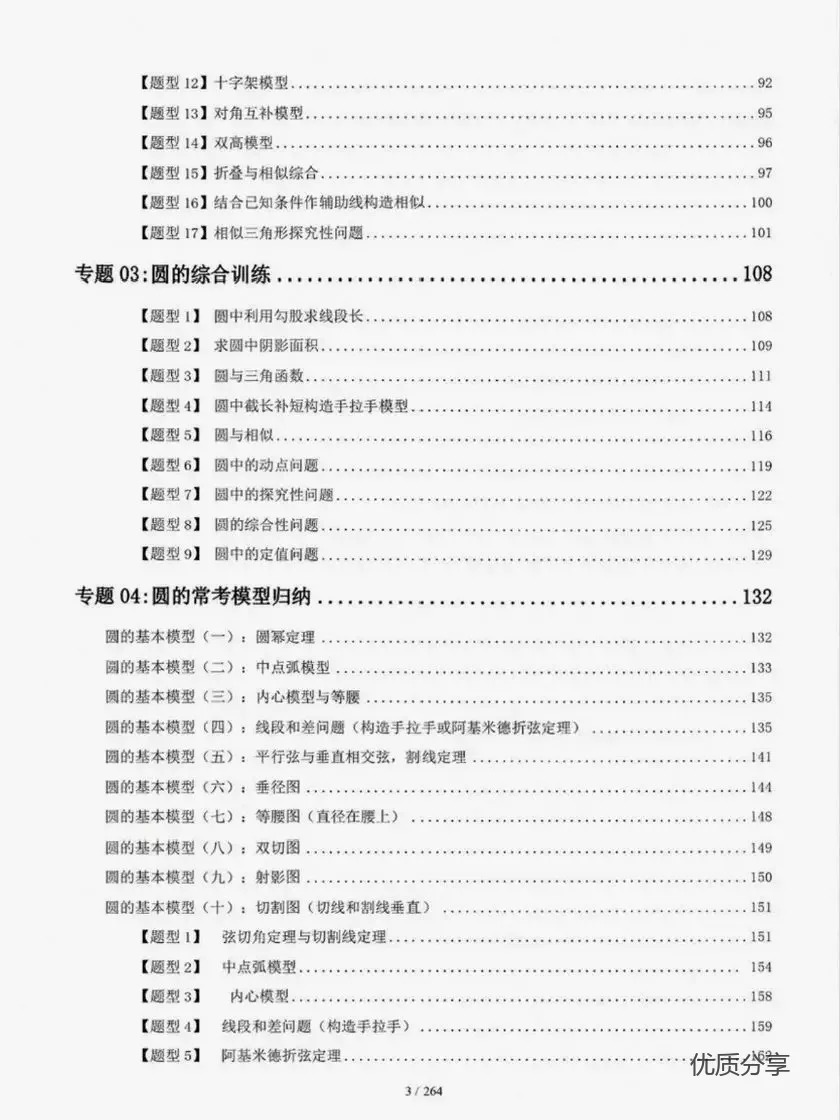 【题型 12】十字架模型........................................92
【题型 13】对角互补模型........................................95
【题型 14】双高模型........................................96
【题型 15】折叠与相似综合........................................97
【题型 16】结合已知条件作辅助线构造相似........................................100
【题型 17】相似三角形探究性问题........................................101
专题 03:圆的综合训练........................................108
【题型 1】 圆中利用勾股求线段长........................................108
【题型 2】 求圆中阴影面积........................................109
【题型 3】 圆与三角函数........................................111
【题型 4】 圆中截长补短构造手拉手模型........................................114
【题型 5】 圆与相似........................................116
【题型 6】 圆中的动点问题........................................119
【题型 7】 圆中的探究性问题........................................122
【题型 8】 圆的综合性问题........................................125
【题型 9】 圆中的定值问题........................................129
专题 04:圆的常考模型归纳........................................132
圆的基本模型（一）：圆幂定理........................................132
圆的基本模型（二）：中点弧模型........................................133
圆的基本模型（三）：内心模型与等腰........................................135
圆的基本模型（四）：线段和差问题（构造手拉手或阿基米德折弦定理）........................................135
圆的基本模型（五）：平行弦与垂直相交弦，割线定理........................................141
圆的基本模型（六）：垂径图........................................144
圆的基本模型（七）：等腰图（直径在腰上）........................................148
圆的基本模型（八）：双切图........................................149
圆的基本模型（九）：射影图........................................150
圆的基本模型（十）：切割图（切线和割线垂直）........................................151
【题型 1】 弦切角定理与切割线定理........................................151
【题型 2】 中点弧模型........................................154
【题型 3】 内心模型........................................158
【题型 4】 线段和差问题（构造手拉手）........................................159
【题型 5】 阿基米德折弦定理........................................
优质分享
3 / 264